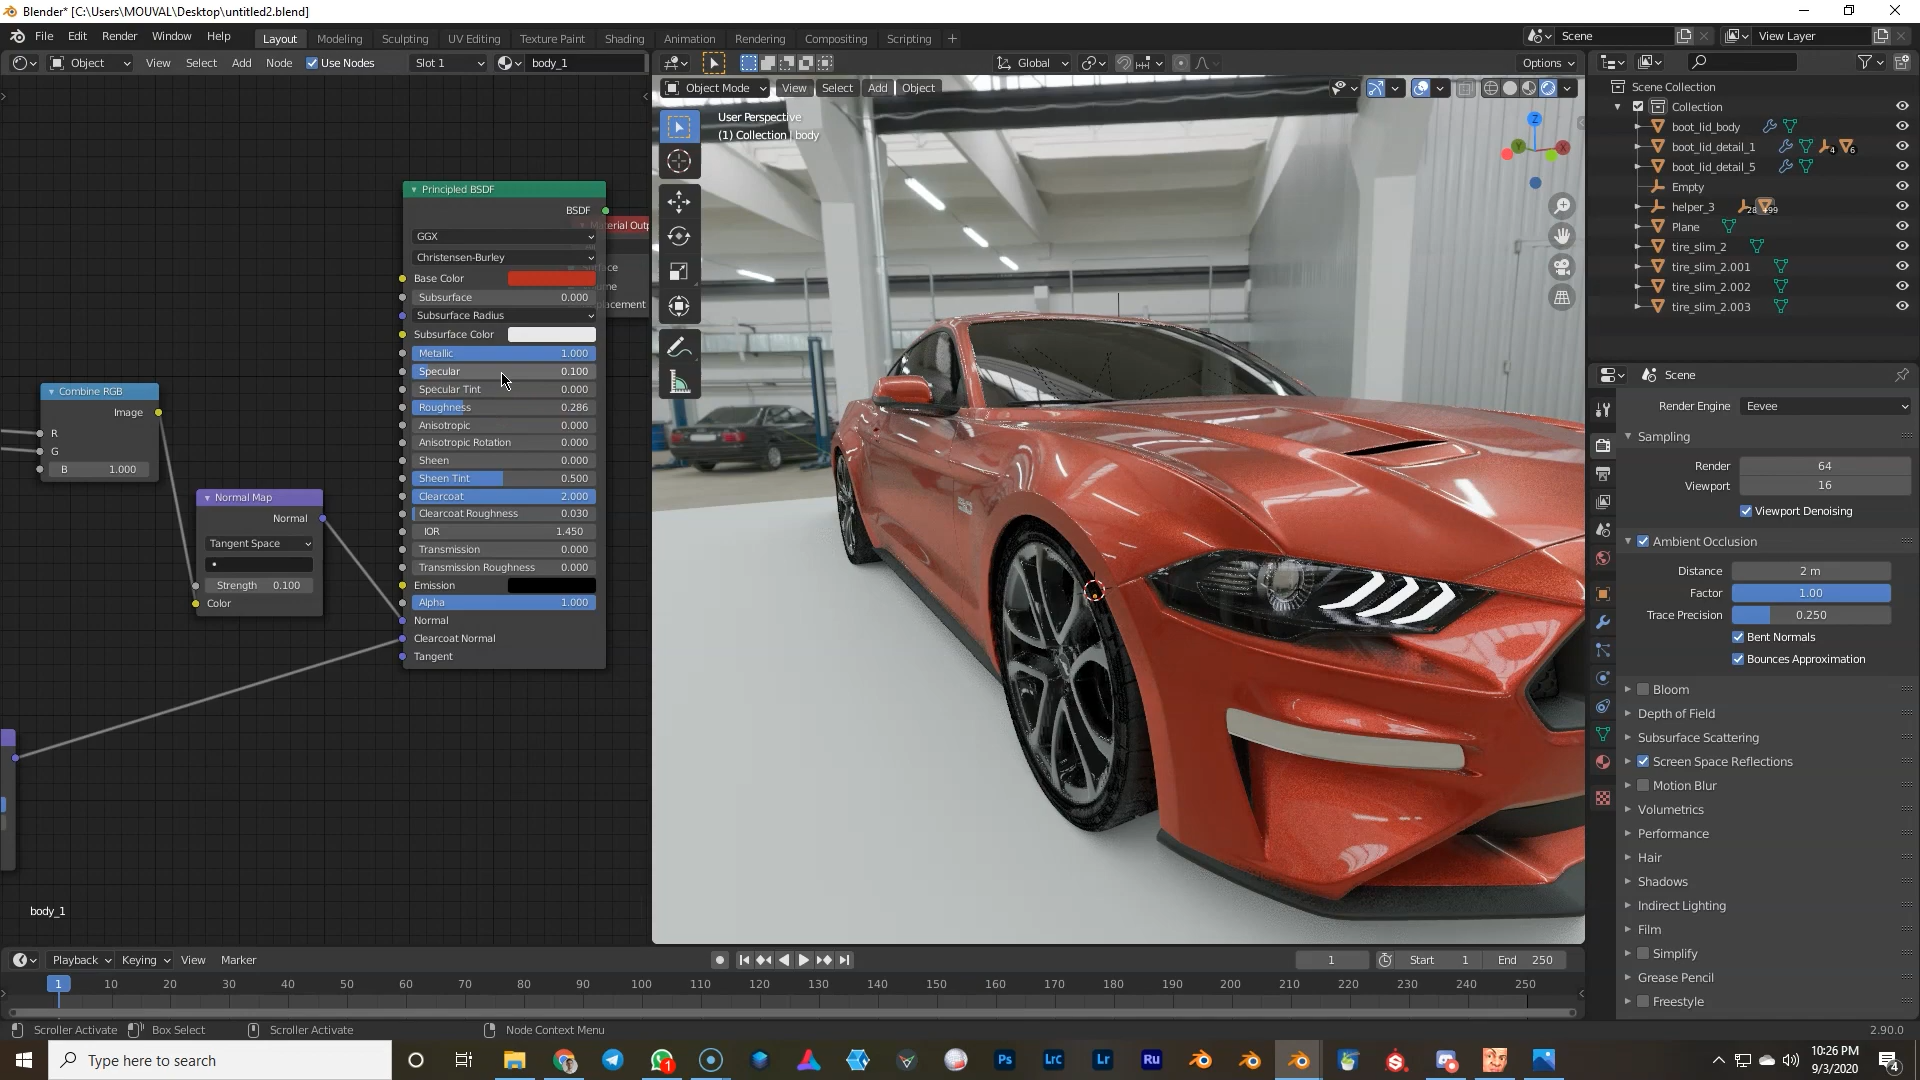 Blender* [C:\Users\MOUVAL\Desktop\untitled2.blend]
File Edit Render Window Help
Layout Modeling Sculpting UV Editing Texture Paint Shading Animation Rendering Compositing Scripting +
Scene View Layer
Object View Select Add Node Use Nodes Slot 1 body_1
Global Options
Object Mode View Select Add Object
User Perspective
(1) Collection | body
Z
Y
X
Principled BSDF
BSDF
Material Outp
GGX
Christensen-Burley
Base Color
Subsurface 0.000
Subsurface Radius
placement
Subsurface Color
Metallic 1.000
Specular 0.100
Specular Tint 0.000
Roughness 0.286
Anisotropic 0.000
Anisotropic Rotation 0.000
Sheen 0.000
Sheen Tint 0.500
Clearcoat 2.000
Clearcoat Roughness 0.030
IOR 1.450
Transmission 0.000
Transmission Roughness 0.000
Emission
Alpha 1.000
Normal
Clearcoat Normal
Tangent
Combine RGB
Image
R
G
B 1.000
Normal Map
Normal
Tangent Space
Strength 0.100
Color
body_1
Scene Collection
Collection
boot_lid_body
boot_lid_detail_1 4 6
boot_lid_detail_5
Empty
helper_3 28 +99
Plane
tire_slim_2
tire_slim_2.001
tire_slim_2.002
tire_slim_2.003
Scene
Render Engine Eevee
Sampling
Render 64
Viewport 16
Viewport Denoising
Ambient Occlusion
Distance 2 m
Factor 1.00
Trace Precision 0.250
Bent Normals
Bounces Approximation
Bloom
Depth of Field
Subsurface Scattering
Screen Space Reflections
Motion Blur
Volumetrics
Performance
Hair
Shadows
Indirect Lighting
Film
Simplify
Grease Pencil
Freestyle
Playback Keying View Marker
1 Start 1 End 250
1 10 20 30 40 50 60 70 80 90 100 110 120 130 140 150 160 170 180 190 200 210 220 230 240 250
Scroller Activate Box Select Scroller Activate Node Context Menu 2.90.0
Type here to search
1 Ps LrC Lr Ru
10:26 PM
9/3/2020
4